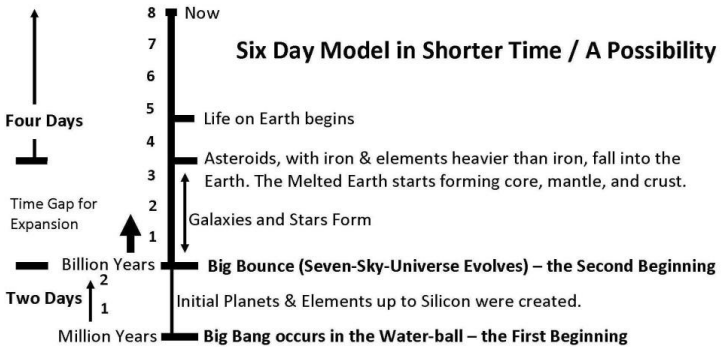 8 Now
7
Six Day Model in Shorter Time / A Possibility
6
5
Four Days
Life on Earth begins
4
Asteroids, with iron & elements heavier than iron, fall into the
3
Earth. The Melted Earth starts forming core, mantle, and crust.
Time Gap for
Expansion
2
Galaxies and Stars Form
1
Billion Years
Big Bounce (Seven-Sky-Universe Evolves) – the Second Beginning
2
Two Days
1
Initial Planets & Elements up to Silicon were created.
Million Years
Big Bang occurs in the Water-ball – the First Beginning